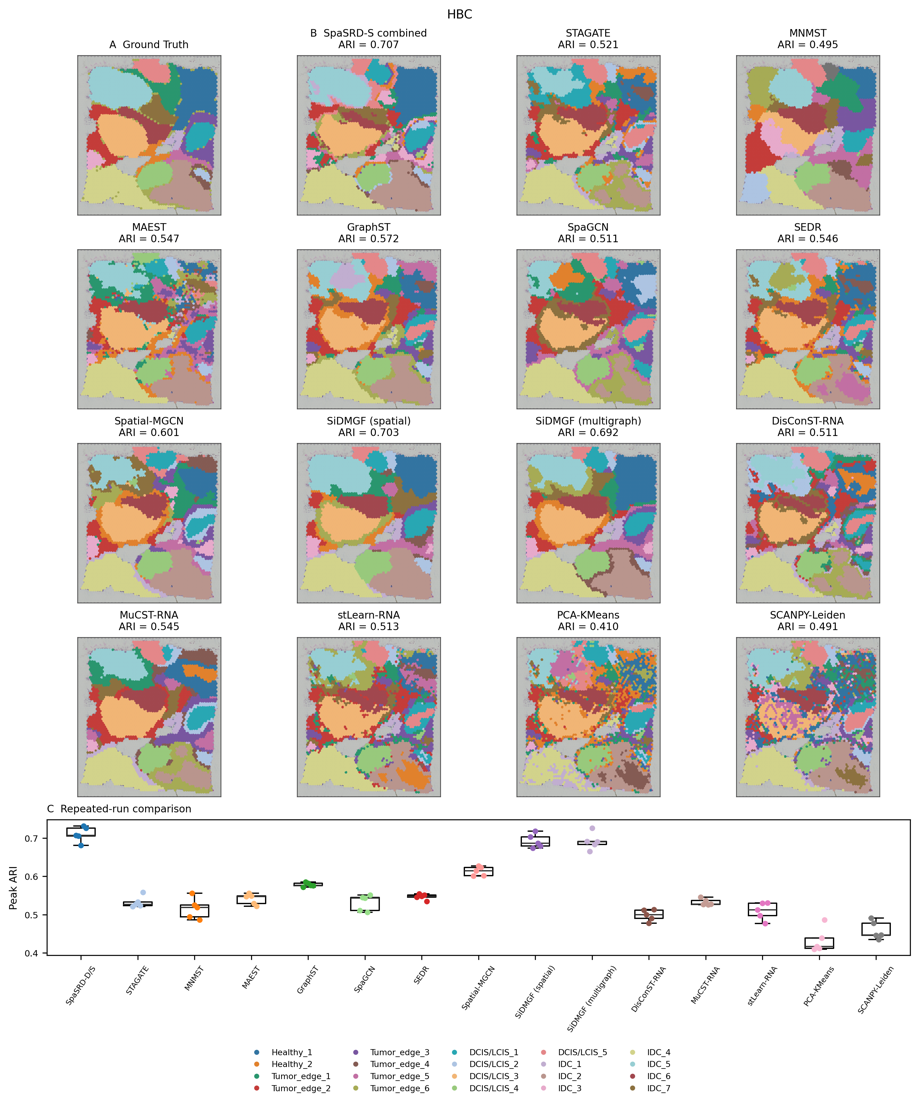 HBC
A Ground Truth
B SpaSRD-S combined
ARI = 0.707
STAGATE
ARI = 0.521
MNMST
ARI = 0.495
MAEST
ARI = 0.547
GraphST
ARI = 0.572
SpaGCN
ARI = 0.511
SEDR
ARI = 0.546
Spatial-MGCN
ARI = 0.601
SiDMGF (spatial)
ARI = 0.703
SiDMGF (multigraph)
ARI = 0.692
DisConST-RNA
ARI = 0.511
MuCST-RNA
ARI = 0.545
stLearn-RNA
ARI = 0.513
PCA-KMeans
ARI = 0.410
SCANPY-Leiden
ARI = 0.491
C Repeated-run comparison
Peak ARI
0.7
0.6
0.5
0.4
SpaSRD-D/S
STAGATE
MNMST
MAEST
GraphST
SpaGCN
SEDR
Spatial-MGCN
SiDMGF (spatial)
SiDMGF (multigraph)
DisConST-RNA
MuCST-RNA
stLearn-RNA
PCA-KMeans
SCANPY-Leiden
Healthy_1
Healthy_2
Tumor_edge_1
Tumor_edge_2
Tumor_edge_3
Tumor_edge_4
Tumor_edge_5
Tumor_edge_6
DCIS/LCIS_1
DCIS/LCIS_2
DCIS/LCIS_3
DCIS/LCIS_4
DCIS/LCIS_5
IDC_1
IDC_2
IDC_3
IDC_4
IDC_5
IDC_6
IDC_7